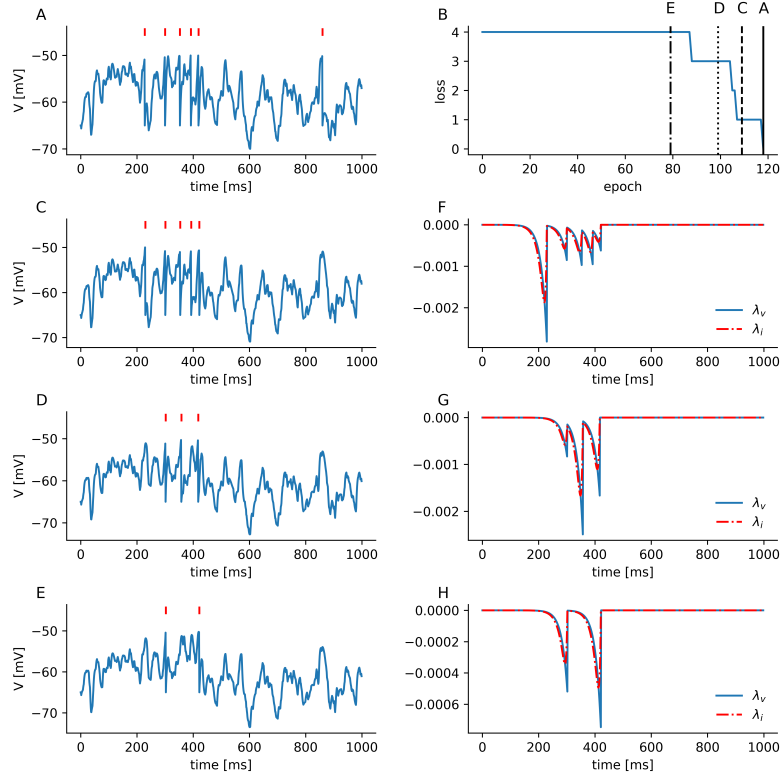 A
V [mV]
−50
−60
−70
0 200 400 600 800 1000
time [ms]
B E D C A
loss
4
3
2
1
0
0 20 40 60 80 100 120
epoch
C
V [mV]
−50
−60
−70
0 200 400 600 800 1000
time [ms]
F
0.000
−0.001
−0.002
λv
λi
0 200 400 600 800 1000
time [ms]
D
V [mV]
−50
−60
−70
0 200 400 600 800 1000
time [ms]
G
0.000
−0.001
−0.002
λv
λi
0 200 400 600 800 1000
time [ms]
E
V [mV]
−50
−60
−70
0 200 400 600 800 1000
time [ms]
H
0.0000
−0.0002
−0.0004
−0.0006
λv
λi
0 200 400 600 800 1000
time [ms]